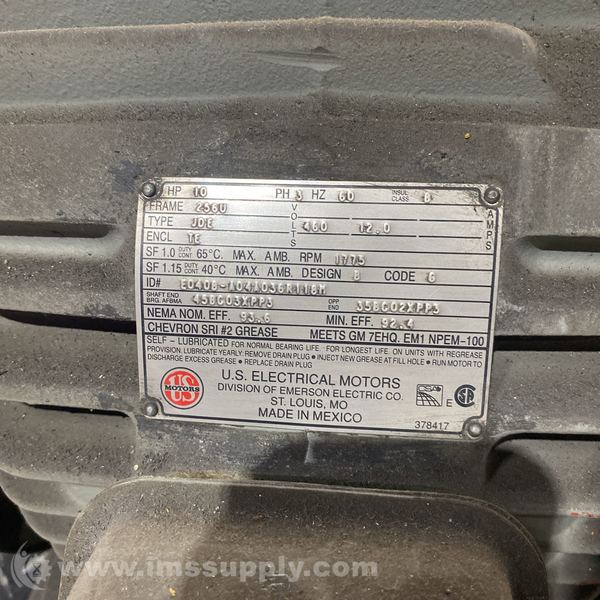 HP 10 PH 3 HZ 60 INSUL CLASS B
FRAME 256U
TYPE JDE VOLTS 460 12.0 AMPS
ENCL TE
SF 1.0 DUTY CONT 65°C. MAX. AMB. RPM 1775
SF 1.15 DUTY CONT 40°C. MAX. AMB. DESIGN B CODE G
ID# E0408-A04A036R118M
SHAFT END BRG. AFBMA 45BC03XPP3 OPP END 35BC02XPP3
NEMA NOM. EFF. 93.6 MIN. EFF. 92.4
CHEVRON SRI #2 GREASE MEETS GM 7EHQ. EM1 NPEM-100
SELF - LUBRICATED FOR NORMAL BEARING LIFE. FOR LONGEST LIFE. ON UNITS WITH REGREASE
PROVISION. LUBRICATE YEARLY: REMOVE DRAIN PLUG • INJECT NEW GREASE AT FILL HOLE • RUN MOTOR TO
DISCHARGE EXCESS GREASE • REPLACE DRAIN PLUG
US MOTORS
U.S. ELECTRICAL MOTORS
DIVISION OF EMERSON ELECTRIC CO.
ST. LOUIS, MO
MADE IN MEXICO
E
378417
www.imssupply.com